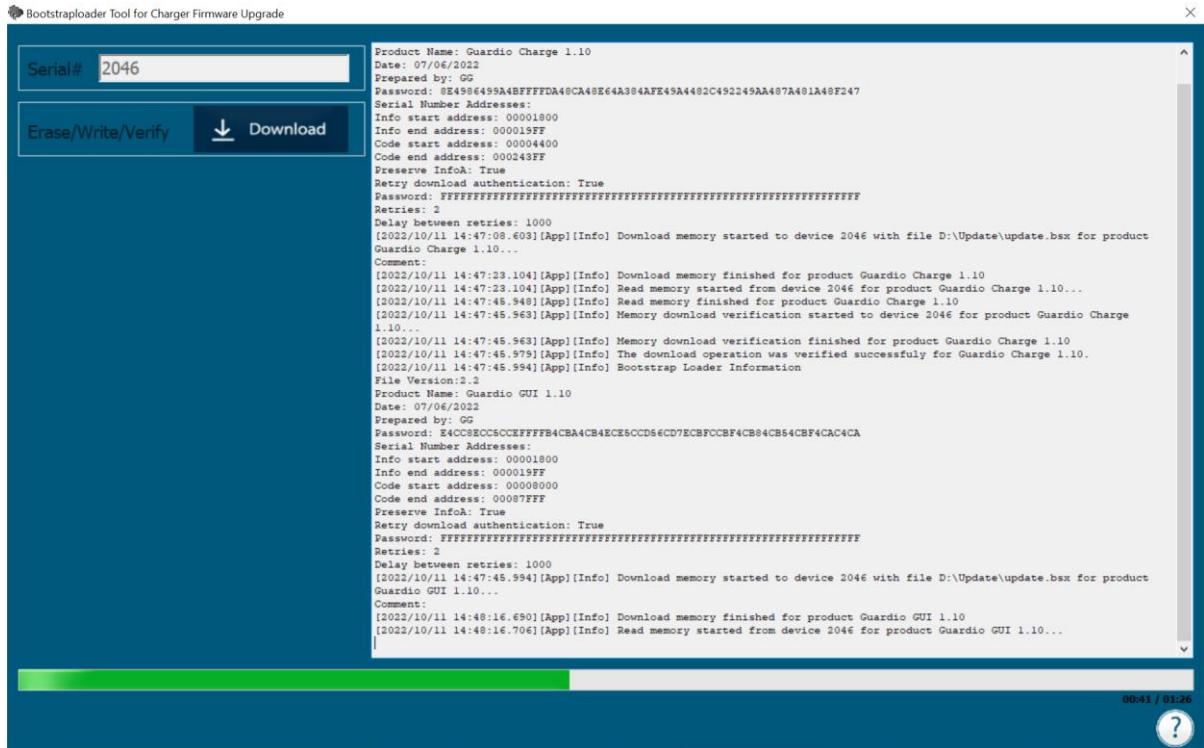 Bootstraploader Tool for Charger Firmware Upgrade
Serial# 2046
Erase/Write/Verify Download
Product Name: Guardio Charge 1.10
Date: 07/06/2022
Prepared by: GG
Password: 8E4986499A4BFFFFDA48CA48E64A384AFE49A4482C492249AA487A481A48F247
Serial Number Addresses:
Info start address: 00001800
Info end address: 000019FF
Code start address: 00004400
Code end address: 000243FF
Preserve InfoA: True
Retry download authentication: True
Password: FFFFFFFFFFFFFFFFFFFFFFFFFFFFFFFFFFFFFFFFFFFFFFFFFFFFFFFFFFFFFFFF
Retries: 2
Delay between retries: 1000
[2022/10/11 14:47:08.603][App][Info] Download memory started to device 2046 with file D:\Update\update.bsx for product
Guardio Charge 1.10...
Comment:
[2022/10/11 14:47:23.104][App][Info] Download memory finished for product Guardio Charge 1.10
[2022/10/11 14:47:23.104][App][Info] Read memory started from device 2046 for product Guardio Charge 1.10...
[2022/10/11 14:47:45.948][App][Info] Read memory finished for product Guardio Charge 1.10
[2022/10/11 14:47:45.963][App][Info] Memory download verification started to device 2046 for product Guardio Charge
1.10...
[2022/10/11 14:47:45.963][App][Info] Memory download verification finished for product Guardio Charge 1.10
[2022/10/11 14:47:45.979][App][Info] The download operation was verified successfuly for Guardio Charge 1.10.
[2022/10/11 14:47:45.994][App][Info] Bootstrap Loader Information
File Version:2.2
Product Name: Guardio GUI 1.10
Date: 07/06/2022
Prepared by: GG
Password: E4CC8ECC5CCEFFFFB4CBA4CB4ECE5CCD56CD7ECBFCCBF4CB84CB54CBF4CAC4CA
Serial Number Addresses:
Info start address: 00001800
Info end address: 000019FF
Code start address: 00008000
Code end address: 00087FFF
Preserve InfoA: True
Retry download authentication: True
Password: FFFFFFFFFFFFFFFFFFFFFFFFFFFFFFFFFFFFFFFFFFFFFFFFFFFFFFFFFFFFFFFF
Retries: 2
Delay between retries: 1000
[2022/10/11 14:47:45.994][App][Info] Download memory started to device 2046 with file D:\Update\update.bsx for product
Guardio GUI 1.10...
Comment:
[2022/10/11 14:48:16.690][App][Info] Download memory finished for product Guardio GUI 1.10
[2022/10/11 14:48:16.706][App][Info] Read memory started from device 2046 for product Guardio GUI 1.10...
00:41 / 01:26
?